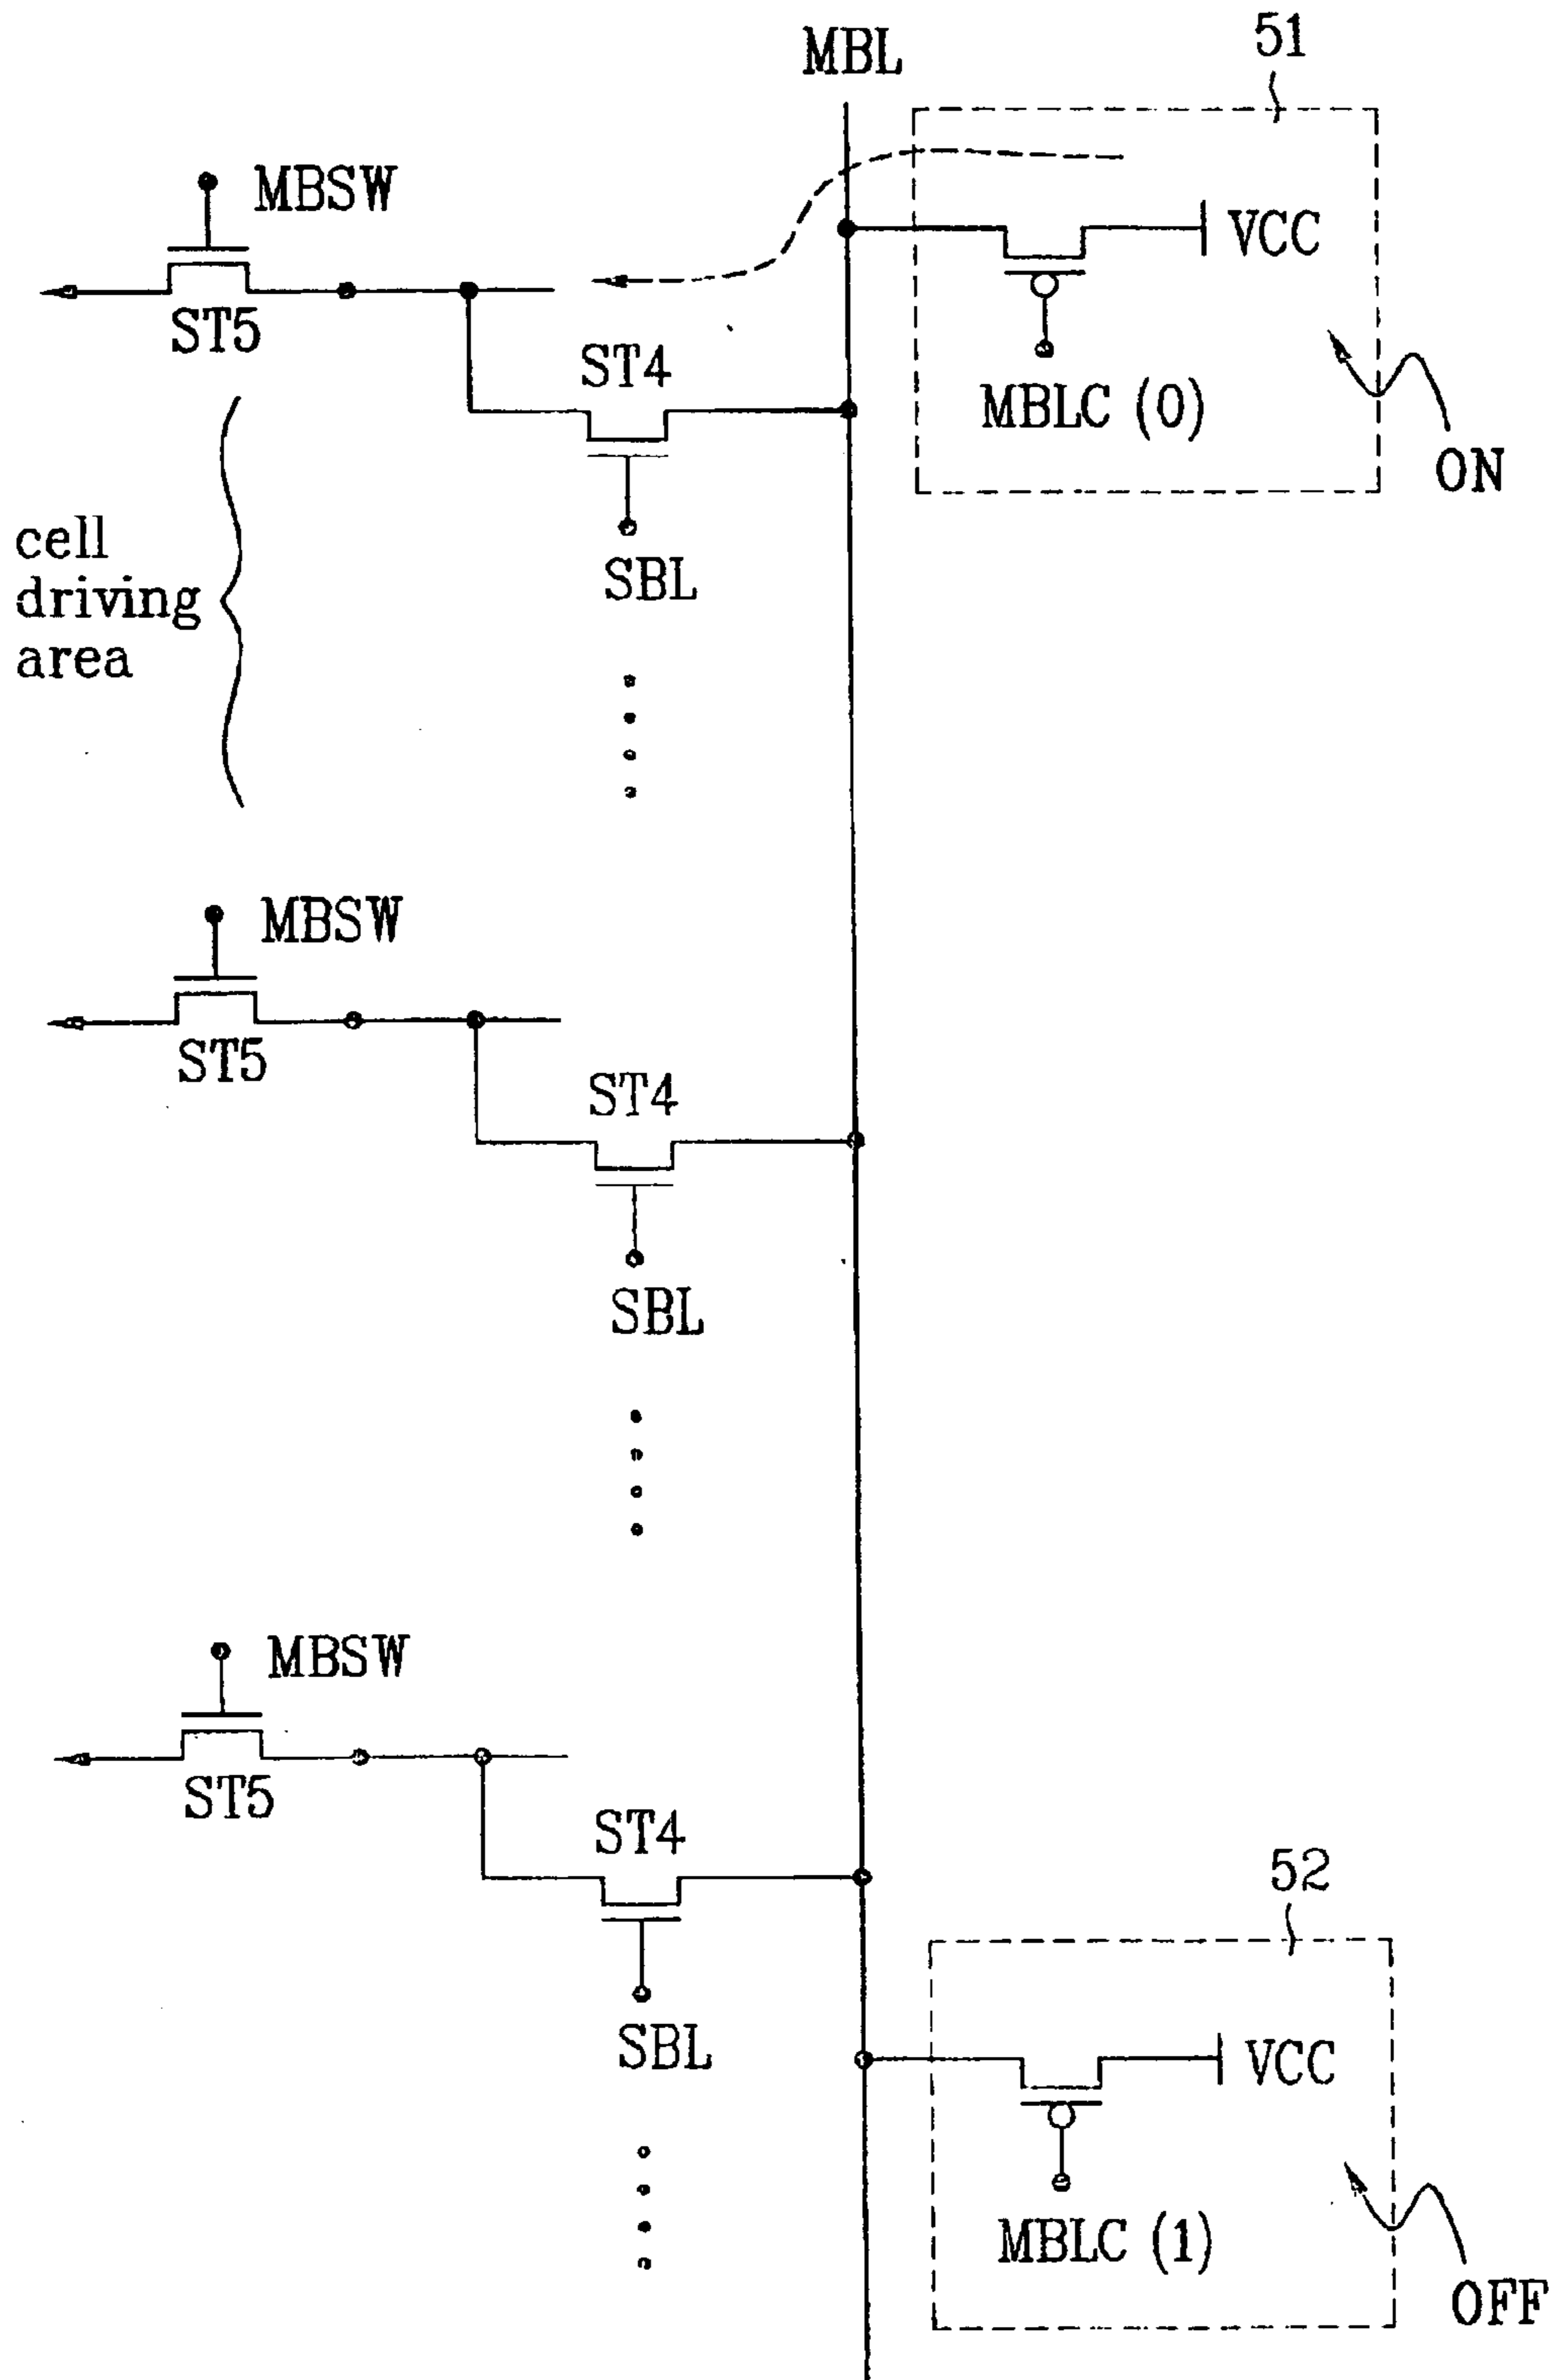 51
MBL
MBSW
VCC
ST5
ST4
MBLC (0)
ON
cell
driving
area
SBL
MBSW
ST5
ST4
SBL
MBSW
ST5
ST4
52
SBL
VCC
MBLC (1)
OFF